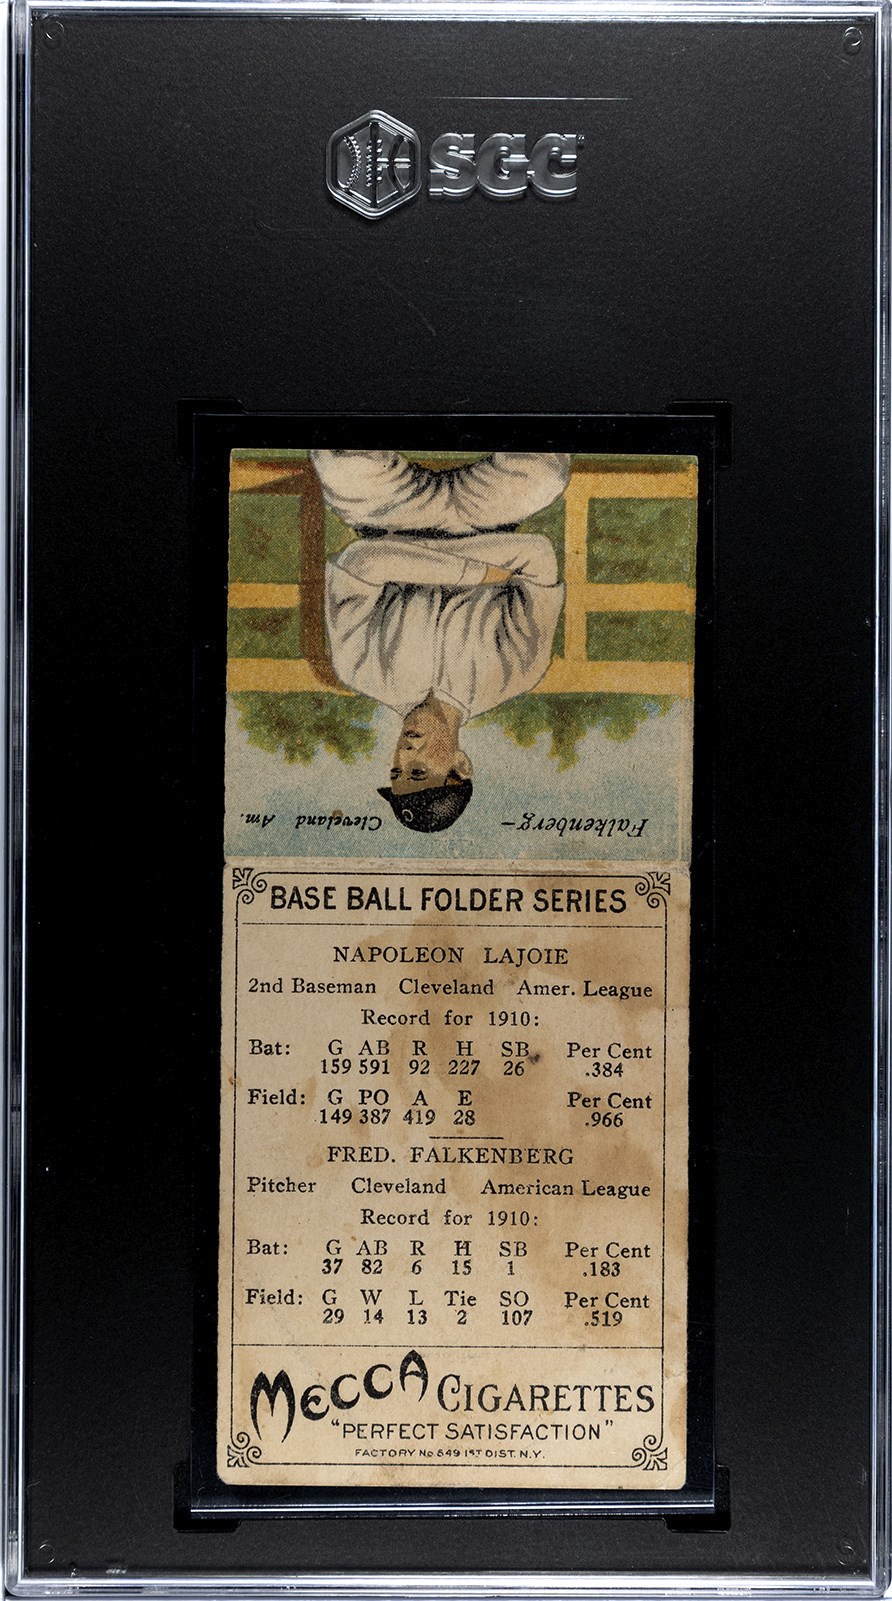 SGC
Falkenberg— Cleveland Am.
BASE BALL FOLDER SERIES
NAPOLEON LAJOIE
2nd Baseman Cleveland Amer. League
Record for 1910:
Bat: G AB R H SB Per Cent
159 591 92 227 26 .384
Field: G PO A E Per Cent
149 387 419 28 .966
FRED. FALKENBERG
Pitcher Cleveland American League
Record for 1910:
Bat: G AB R H SB Per Cent
37 82 6 15 1 .183
Field: G W L Tie SO Per Cent
29 14 13 2 107 .519
MECCA CIGARETTES
"PERFECT SATISFACTION"
FACTORY No. 649 1ST DIST. N.Y.